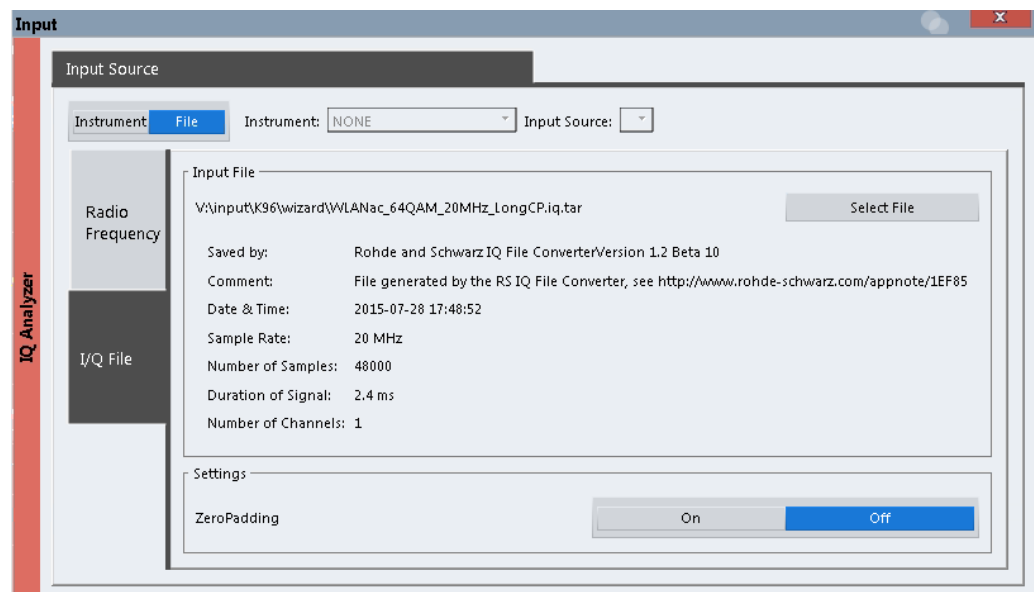 Input
x
IQ Analyzer
Input Source
Instrument File Instrument: NONE Input Source:
Radio
Frequency
I/Q File
Input File
V:\input\K96\wizard\WLANac_64QAM_20MHz_LongCP.iq.tar Select File
Saved by: Rohde and Schwarz IQ File ConverterVersion 1.2 Beta 10
Comment: File generated by the RS IQ File Converter, see http://www.rohde-schwarz.com/appnote/1EF85
Date & Time: 2015-07-28 17:48:52
Sample Rate: 20 MHz
Number of Samples: 48000
Duration of Signal: 2.4 ms
Number of Channels: 1
Settings
ZeroPadding On Off